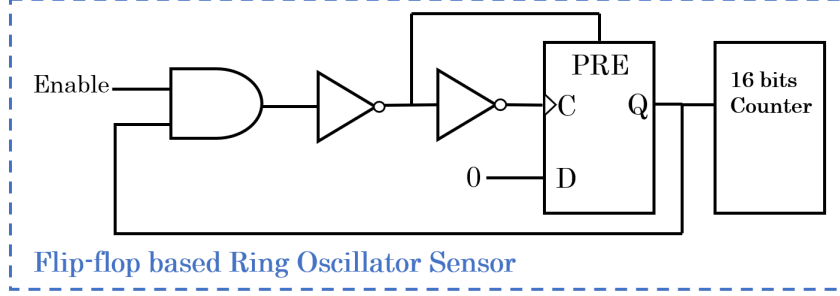 PRE
Enable
16 bits
Counter
C
Q
0
D
Flip-flop based Ring Oscillator Sensor